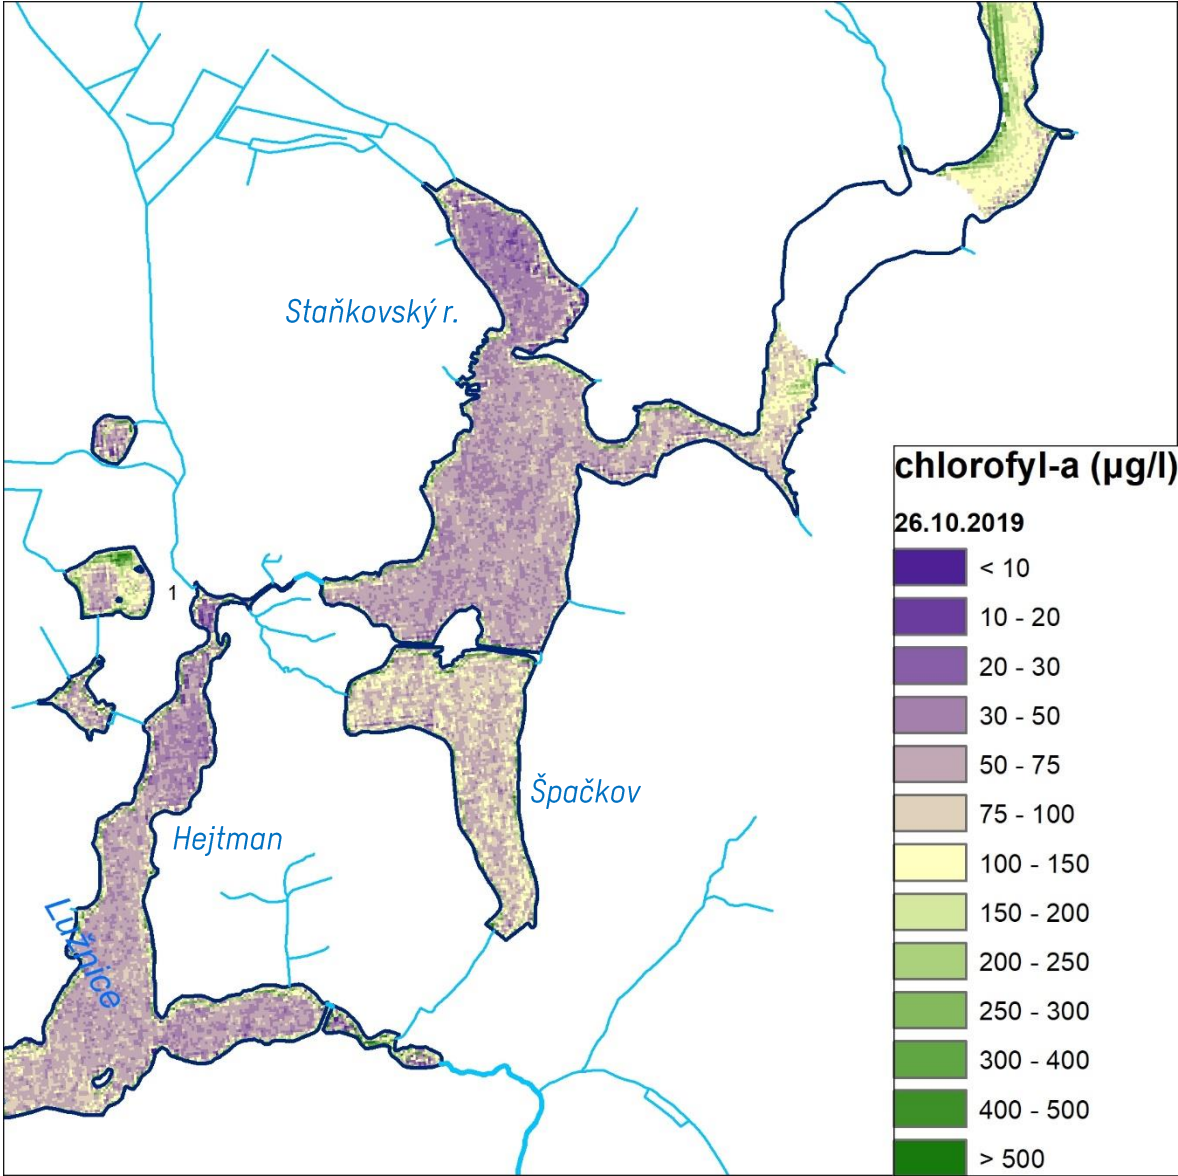 Staňkovský r.
chlorofyl-a (µg/l)
26.10.2019
< 10
1
10 - 20
20 - 30
30 - 50
50 - 75
Špačkov
75 - 100
Hejtman
100 - 150
Lužnice
150 - 200
200 - 250
250 - 300
300 - 400
400 - 500
> 500